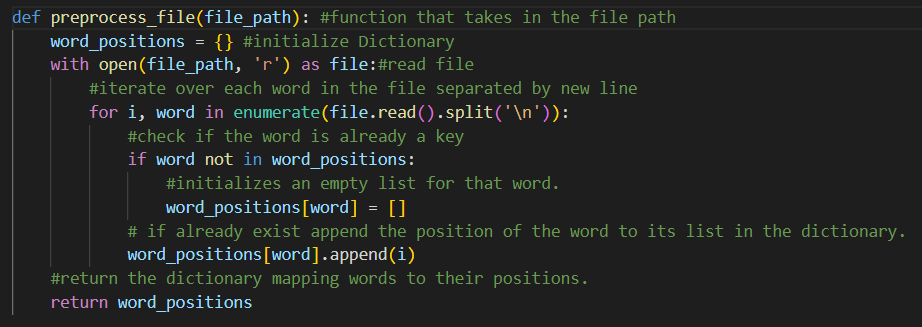 def preprocess_file(file_path): #function that takes in the file path
    word_positions = {} #initialize Dictionary
    with open(file_path, 'r') as file:#read file
        #iterate over each word in the file separated by new line
        for i, word in enumerate(file.read().split('\n')):
            #check if the word is already a key
            if word not in word_positions:
                #initializes an empty list for that word.
                word_positions[word] = []
            # if already exist append the position of the word to its list in the dictionary.
            word_positions[word].append(i)
    #return the dictionary mapping words to their positions.
    return word_positions